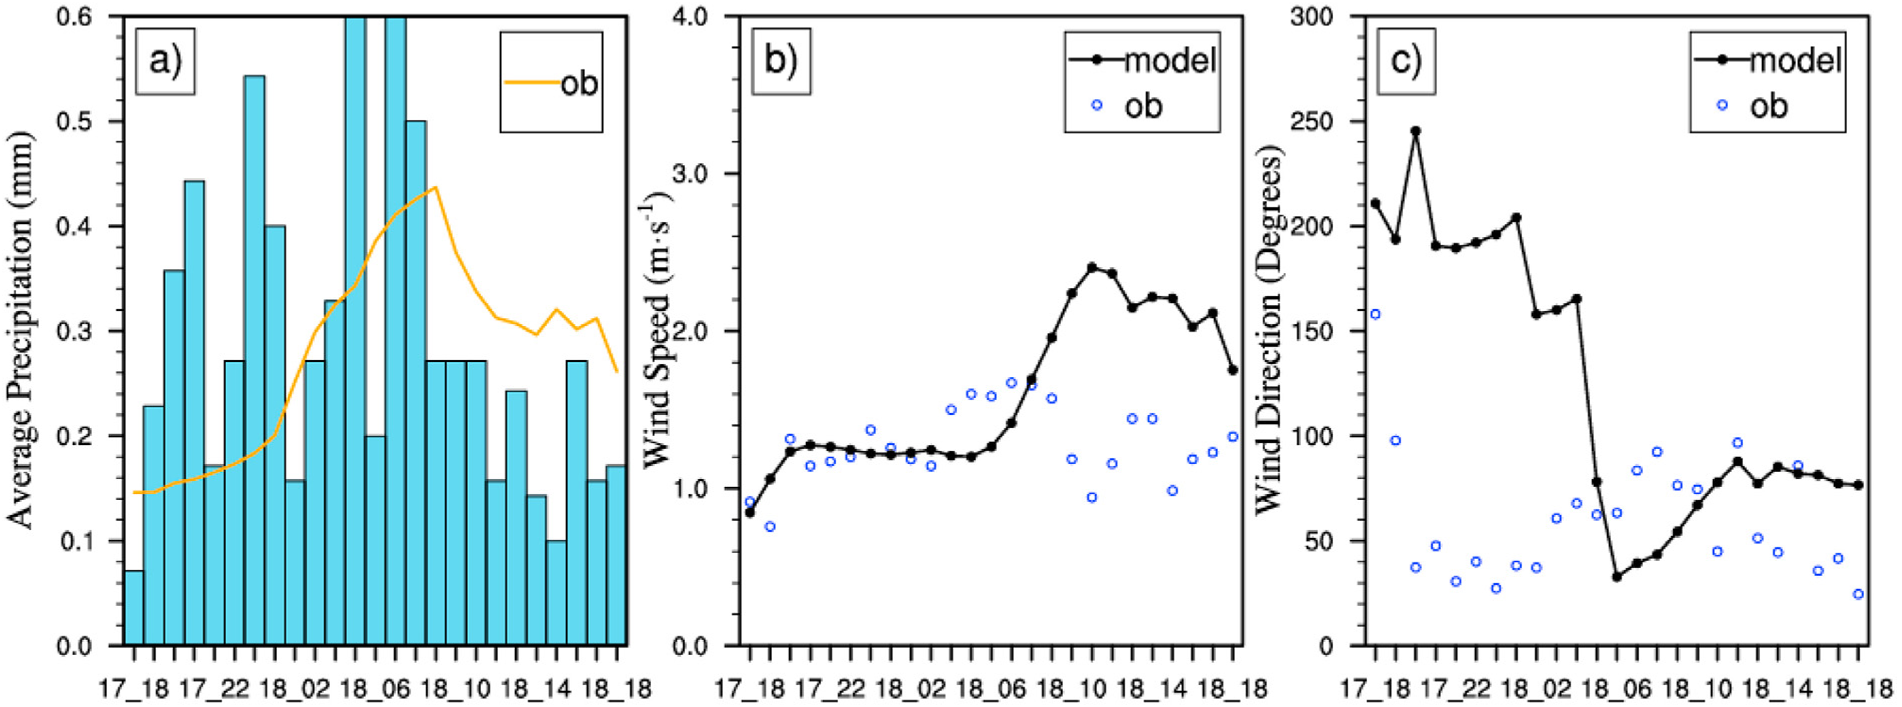 a)
ob
Average Precipitation (mm)
0.6
0.5
0.4
0.3
0.2
0.1
0.0
17_18 17_22 18_02 18_06 18_10 18_14 18_18
b)
model
ob
Wind Speed (m·s-1)
4.0
3.0
2.0
1.0
0.0
17_18 17_22 18_02 18_06 18_10 18_14 18_18
c)
model
ob
Wind Direction (Degrees)
300
250
200
150
100
50
0
17_18 17_22 18_02 18_06 18_10 18_14 18_18